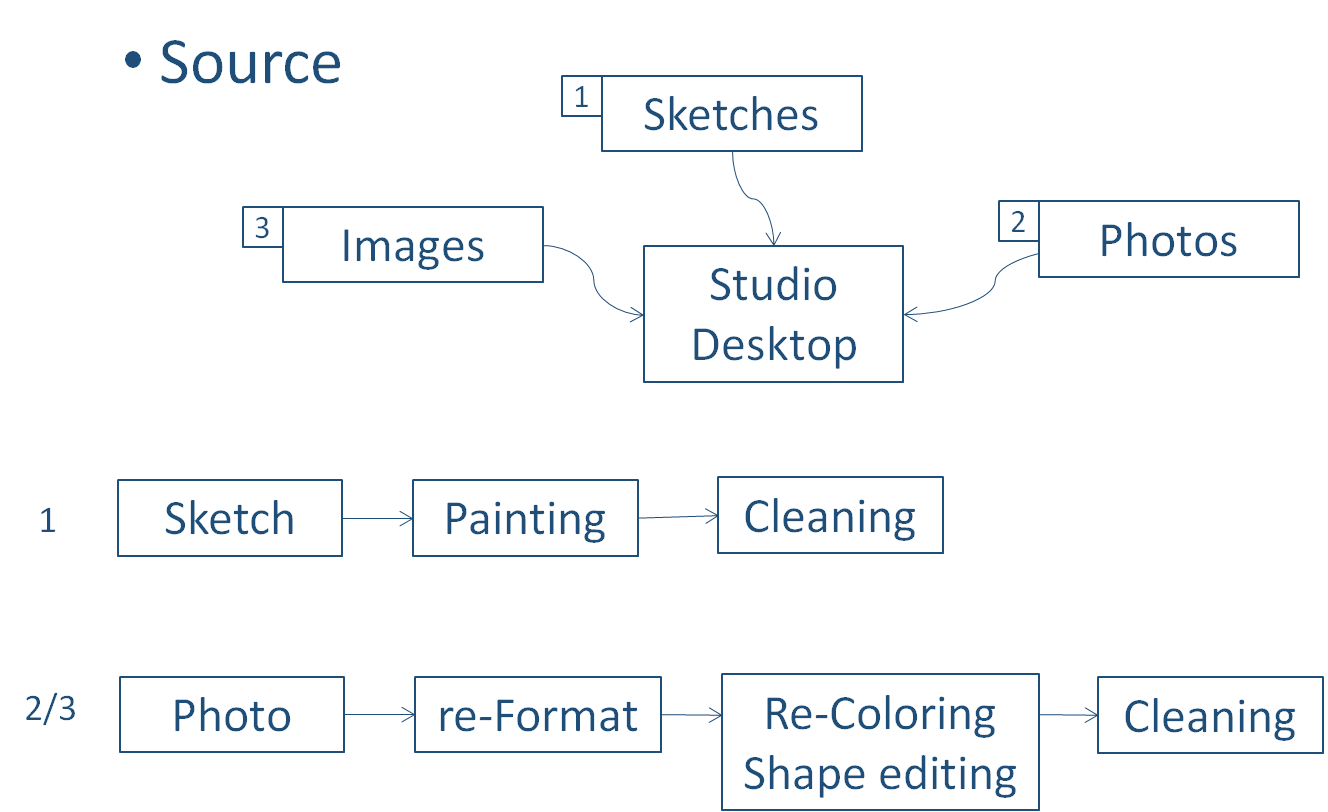 • Source
1
Sketches
3
Images
2
Photos
Studio
Desktop
1
Sketch
Painting
Cleaning
2/3
Photo
re-Format
Re-Coloring
Shape editing
Cleaning